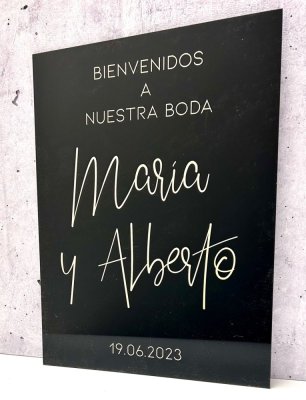 BIENVENIDOS
A
NUESTRA BODA
María
y Alberto
19.06.2023